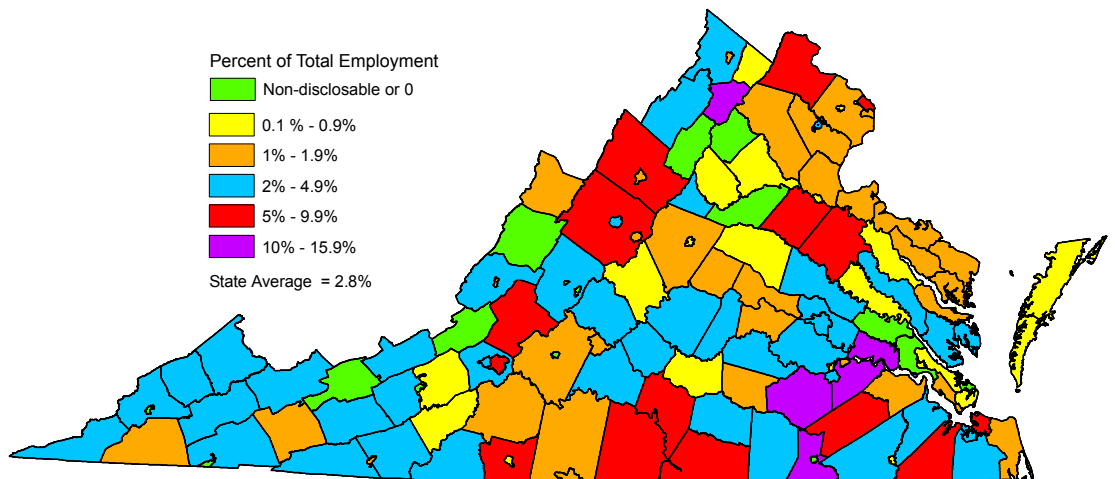 Percent of Total Employment
Non-disclosable or 0
0.1 % - 0.9%
1% - 1.9%
2% - 4.9%
5% - 9.9%
10% - 15.9%
State Average = 2.8%